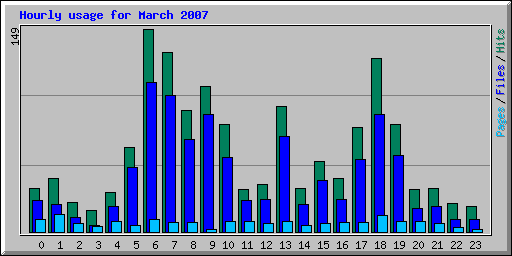 Hourly usage for March 2007
149
Pages/Files/Hits
0 1 2 3 4 5 6 7 8 9 10 11 12 13 14 15 16 17 18 19 20 21 22 23